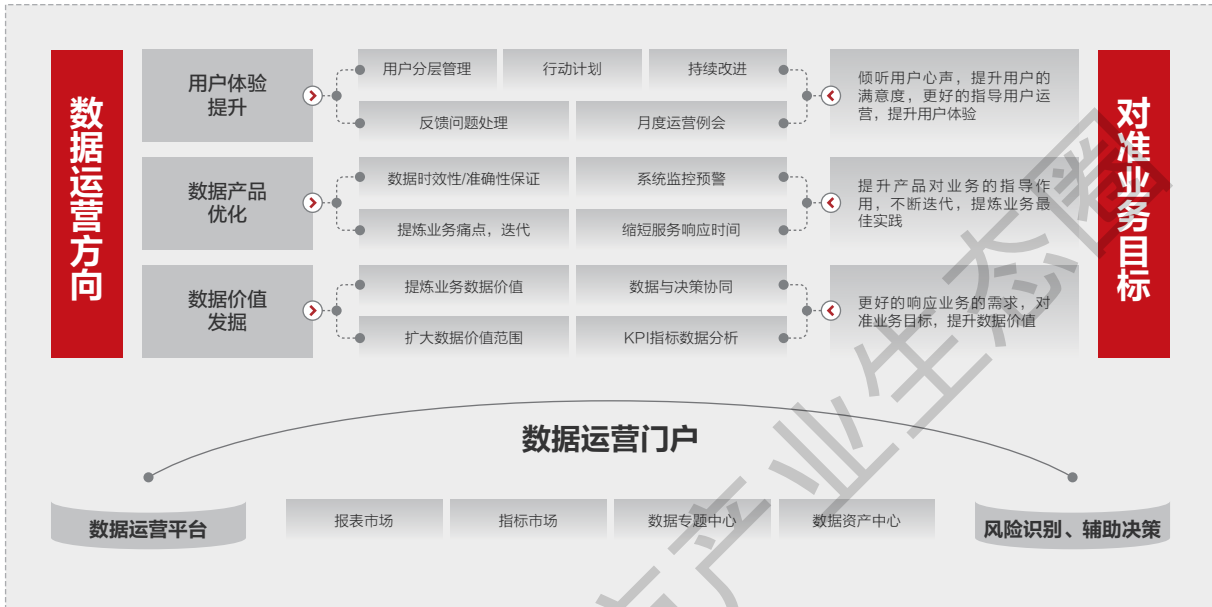 数据运营方向
用户体验
提升
用户分层管理
行动计划
持续改进
反馈问题处理
月度运营例会
倾听用户心声，提升用户的
满意度，更好的指导用户运
营，提升用户体验
数据产品
优化
数据时效性/准确性保证
系统监控预警
提炼业务痛点，迭代
缩短服务响应时间
提升产品对业务的指导作
用，不断迭代，提炼业务最
佳实践
数据价值
发掘
提炼业务数据价值
数据与决策协同
扩大数据价值范围
KPI指标数据分析
更好的响应业务的需求，对
准业务目标，提升数据价值
对准业务目标
数据运营门户
数据运营平台
报表市场
指标市场
数据专题中心
数据资产中心
风险识别、辅助决策
产业生态圈